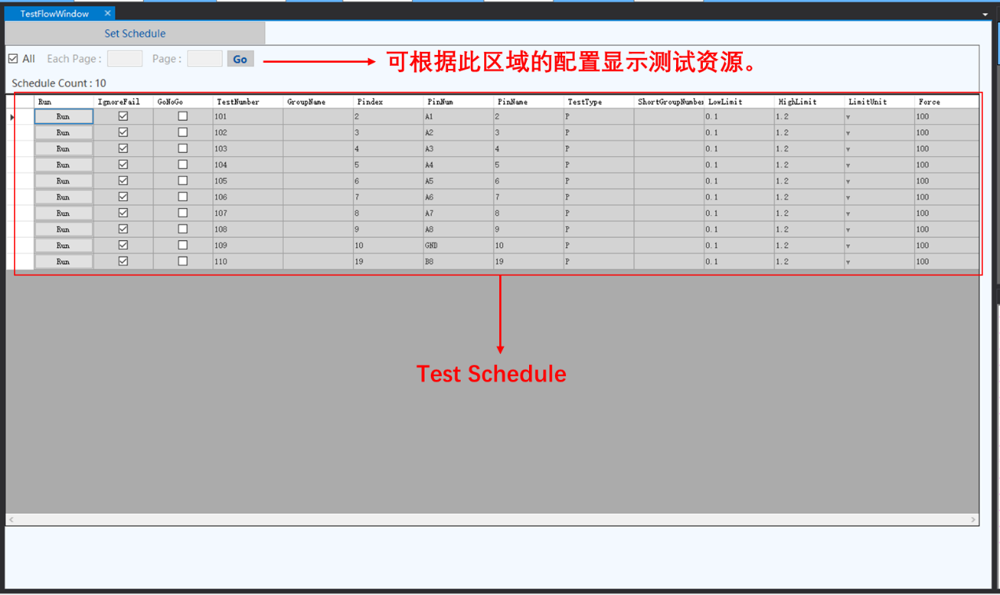 TestFlowWindow ×
Set Schedule
All Each Page : Page : Go 可根据此区域的配置显示测试资源。
Schedule Count : 10
Run IgnoreFail GoNoGo TestNumber GroupName Pindex PinNum PinName TestType ShortGroupNumber LowLimit HighLimit LimitUnit Force
Run 101 2 A1 2 P 0.1 1.2 v 100
Run 102 3 A2 3 P 0.1 1.2 v 100
Run 103 4 A3 4 P 0.1 1.2 v 100
Run 104 5 A4 5 P 0.1 1.2 v 100
Run 105 6 A5 6 P 0.1 1.2 v 100
Run 106 7 A6 7 P 0.1 1.2 v 100
Run 107 8 A7 8 P 0.1 1.2 v 100
Run 108 9 A8 9 P 0.1 1.2 v 100
Run 109 10 GND 10 P 0.1 1.2 v 100
Run 110 19 B8 19 P 0.1 1.2 v 100
Test Schedule